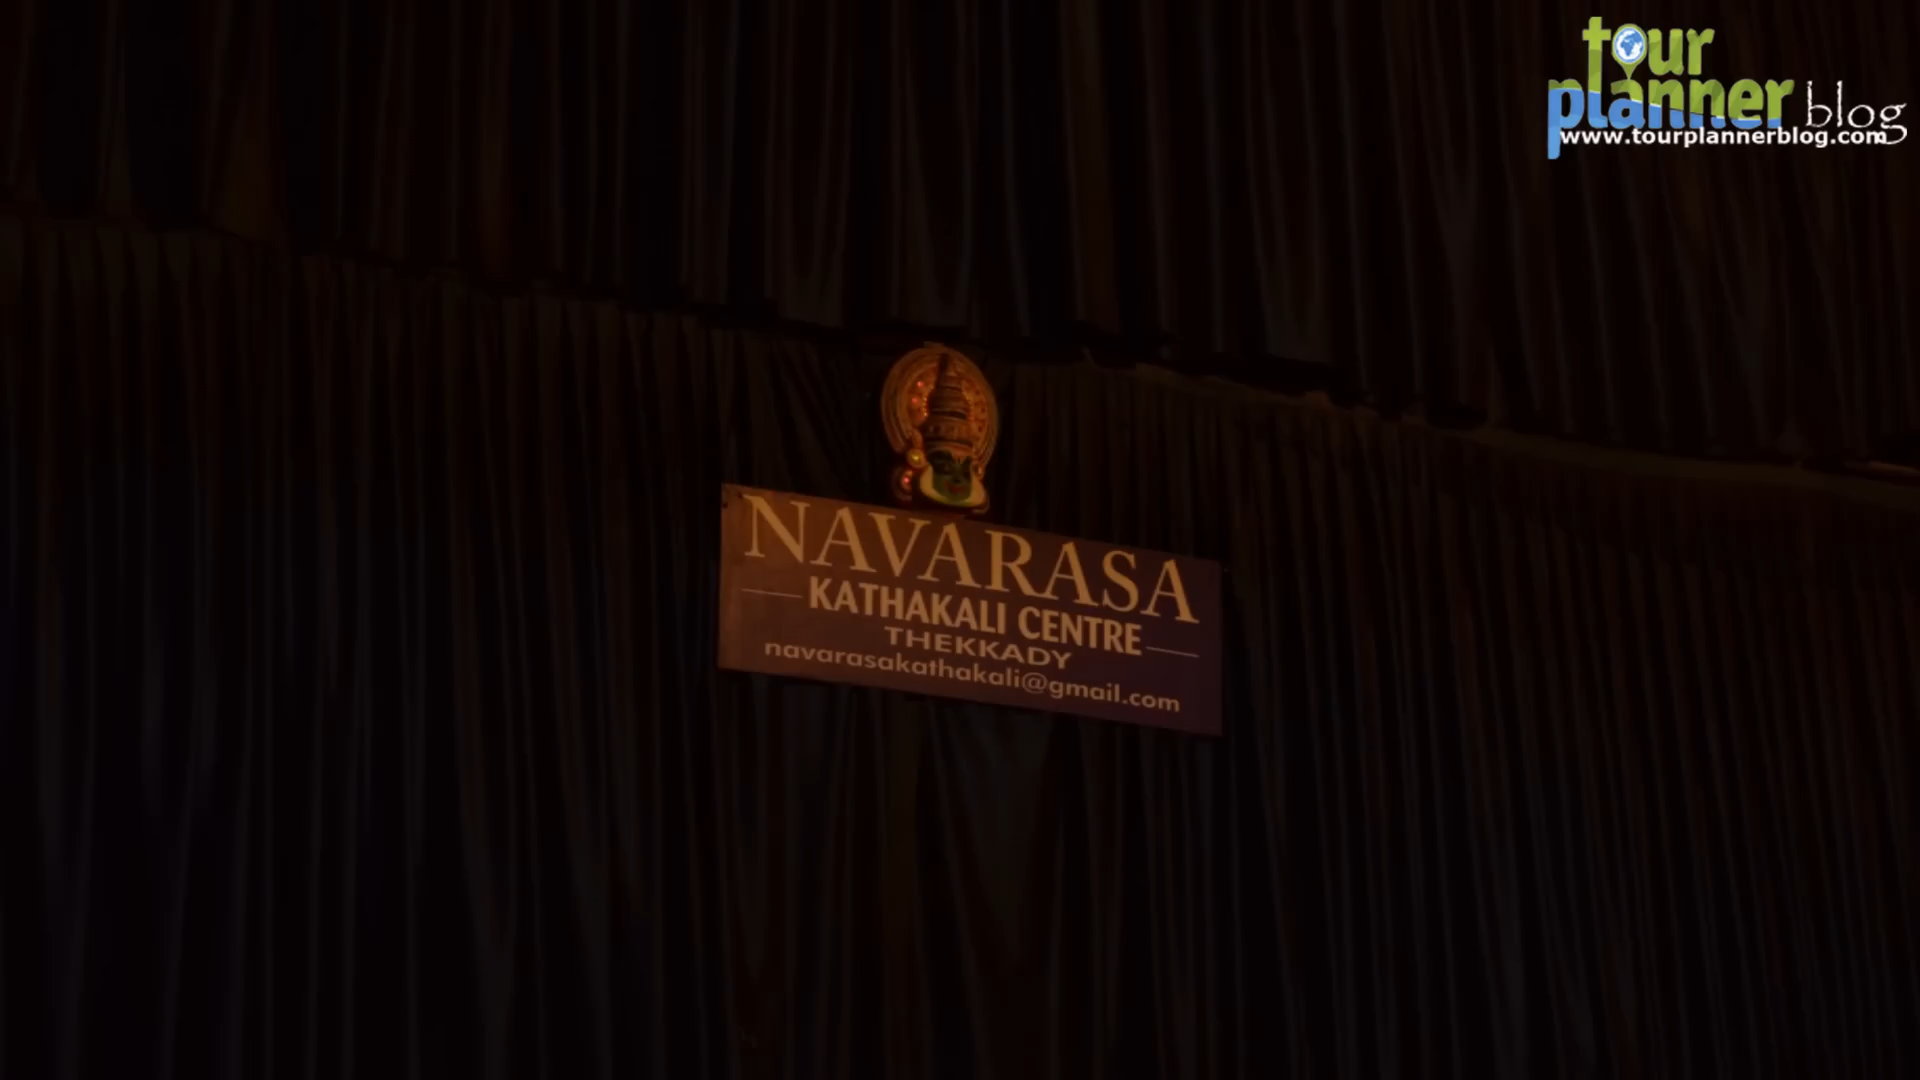 tour
planner blog
www.tourplannerblog.com
NAVARASA
KATHAKALI CENTRE
THEKKADY
navarasakathakali@gmail.com